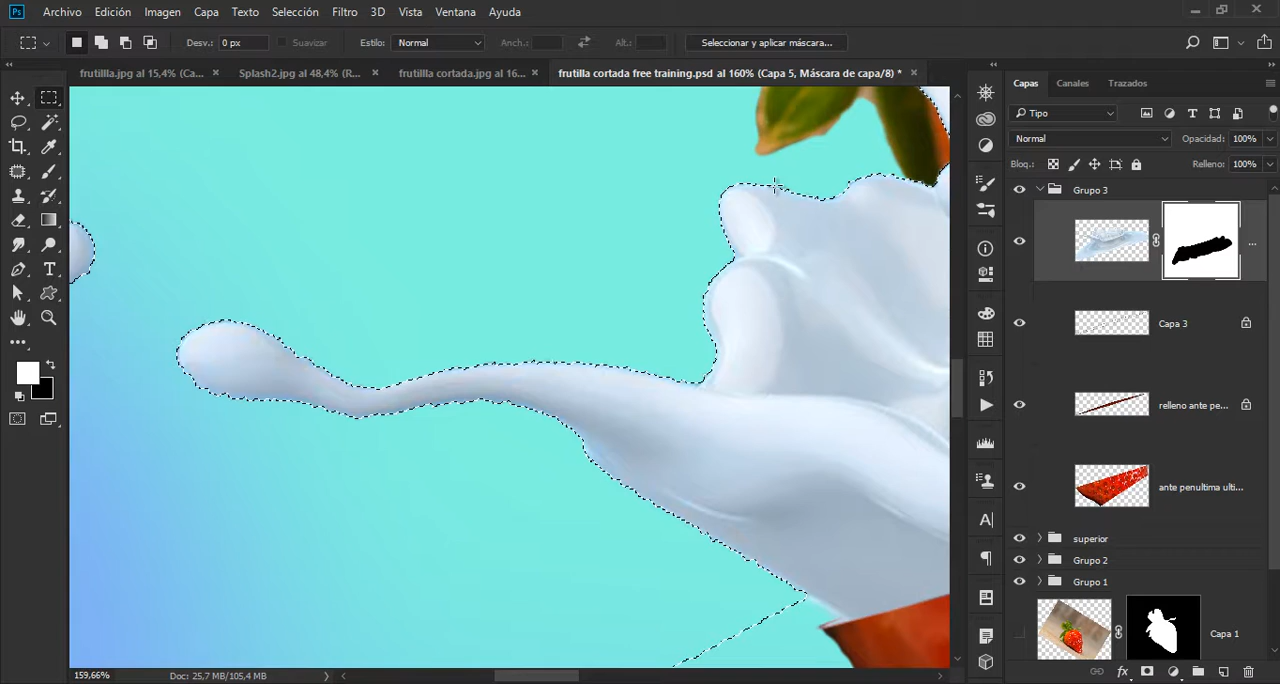 Ps Archivo Edición Imagen Capa Texto Selección Filtro 3D Vista Ventana Ayuda
Desv.: 0 px Suavizar Estilo: Normal Anch.: Alt.: Seleccionar y aplicar máscara...
frutillla.jpg al 15,4% (Ca... × Splash2.jpg al 48,4% (R... × frutillla cortada.jpg al 16... × frutilla cortada free training.psd al 160% (Capa 5, Máscara de capa/8) * ×
Capas Canales Trazados
Tipo
Normal Opacidad: 100%
Bloq.: Relleno: 100%
Grupo 3
...
Capa 3
relleno ante pe...
ante penultima ulti...
superior
Grupo 2
Grupo 1
Capa 1
159,66% Doc: 25,7 MB/105,4 MB